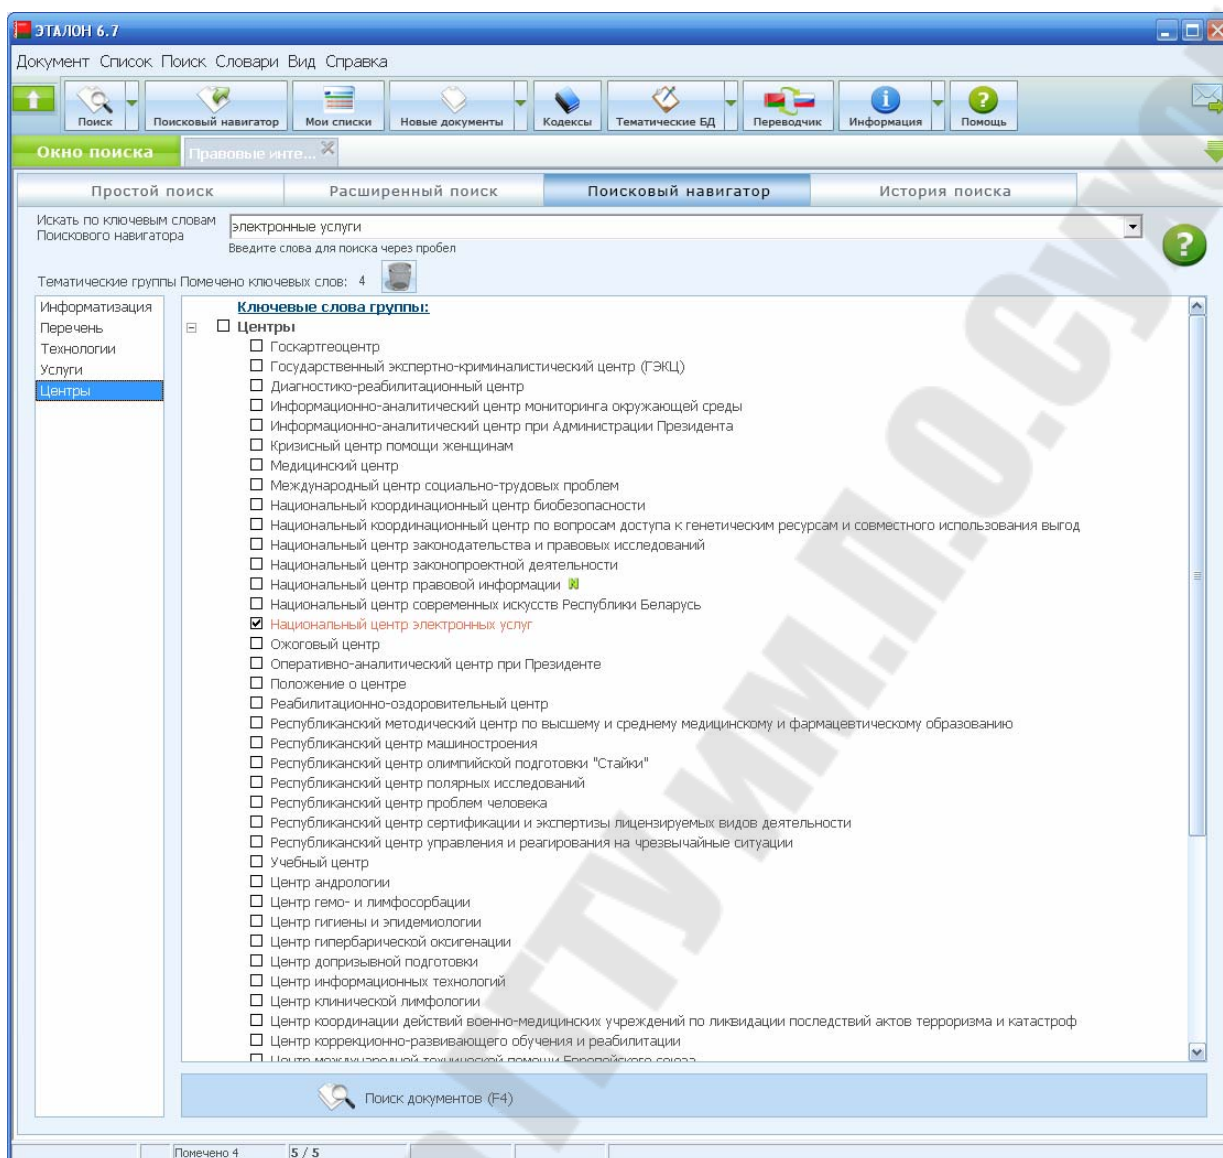 ЭТАЛОН 6.7
Документ Список Поиск Словари Вид Справка
Поиск Поисковый навигатор Мои списки Новые документы Кодексы Тематические БД Переводчик Информация Помощь
Окно поиска Правовые инте...
Простой поиск Расширенный поиск Поисковый навигатор История поиска
Искать по ключевым словам
Поискового навигатора
электронные услуги
Введите слова для поиска через пробел
Тематические группы Помечено ключевых слов: 4
Информатизация
Перечень
Технологии
Услуги
Центры
Ключевые слова группы:
Центры
Госкартгеоцентр
Государственный экспертно-криминалистический центр (ГЭКЦ)
Диагностико-реабилитационный центр
Информационно-аналитический центр мониторинга окружающей среды
Информационно-аналитический центр при Администрации Президента
Кризисный центр помощи женщинам
Медицинский центр
Международный центр социально-трудовых проблем
Национальный координационный центр биобезопасности
Национальный координационный центр по вопросам доступа к генетическим ресурсам и совместного использования выгод
Национальный центр законодательства и правовых исследований
Национальный центр законопроектной деятельности
Национальный центр правовой информации N
Национальный центр современных искусств Республики Беларусь
Национальный центр электронных услуг
Ожоговый центр
Оперативно-аналитический центр при Президенте
Положение о центре
Реабилитационно-оздоровительный центр
Республиканский методический центр по высшему и среднему медицинскому и фармацевтическому образованию
Республиканский центр машиностроения
Республиканский центр олимпийской подготовки "Стайки"
Республиканский центр полярных исследований
Республиканский центр проблем человека
Республиканский центр сертификации и экспертизы лицензируемых видов деятельности
Республиканский центр управления и реагирования на чрезвычайные ситуации
Учебный центр
Центр андрологии
Центр гемо- и лимфосорбации
Центр гигиены и эпидемиологии
Центр гипербарической оксигенации
Центр допризывной подготовки
Центр информационных технологий
Центр клинической лимфологии
Центр координации действий военно-медицинских учреждений по ликвидации последствий актов терроризма и катастроф
Центр коррекционно-развивающего обучения и реабилитации
Центр международной технической помощи Европейского союза
Поиск документов (F4)
Помечено 4 5 / 5
ГГТУ ИМ.П.О.СУХО